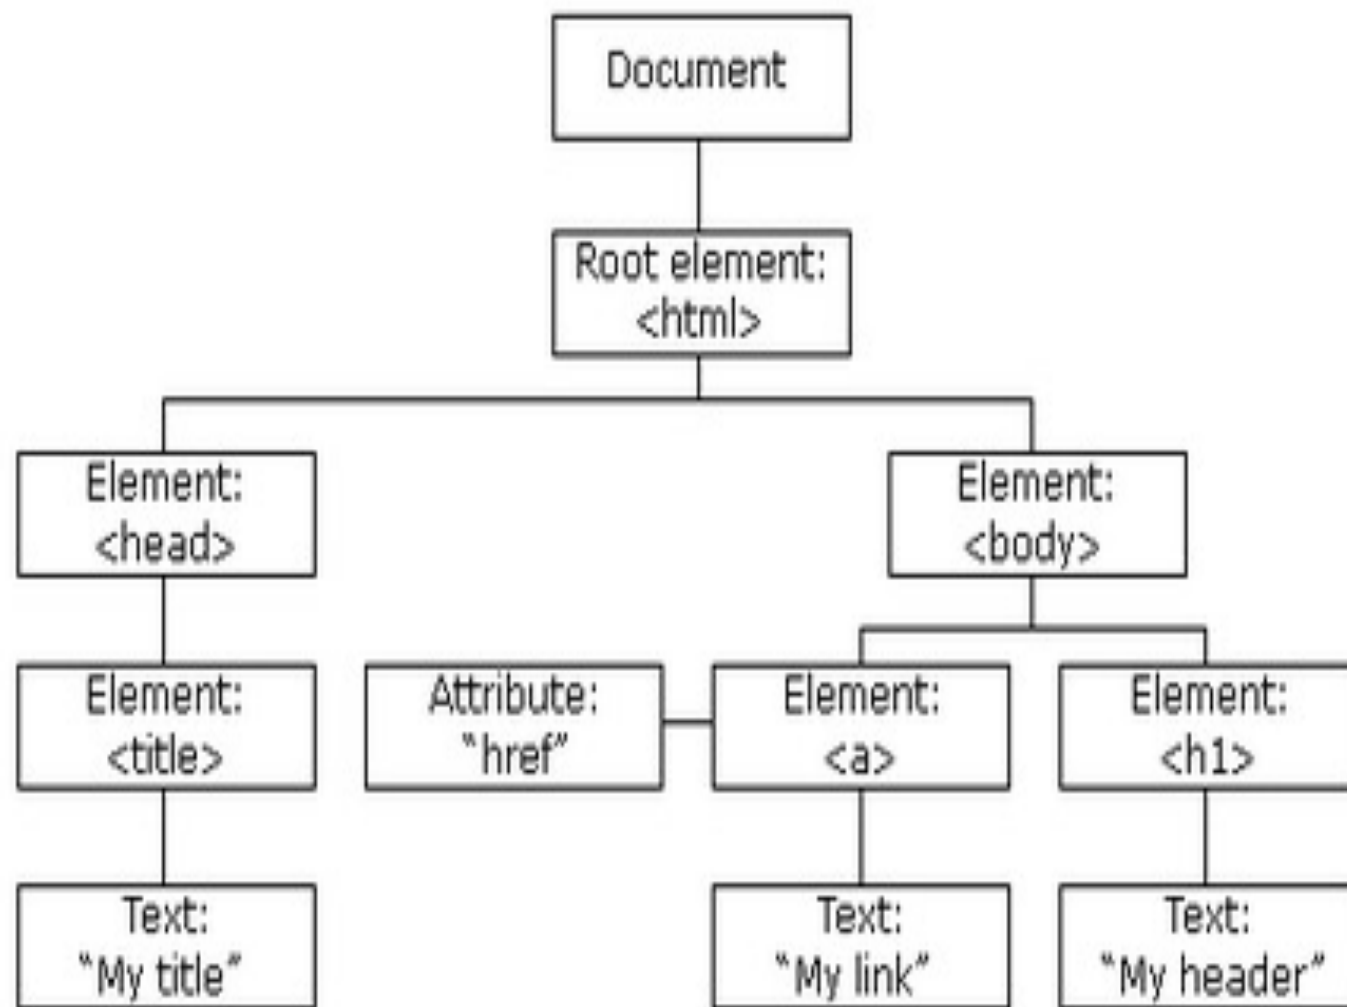 Document
Root element:
<html>
Element:
<head>
Element:
<body>
Element:
<title>
Attribute:
“href”
Element:
<a>
Element:
<h1>
Text:
“My title”
Text:
“My link”
Text:
“My header”